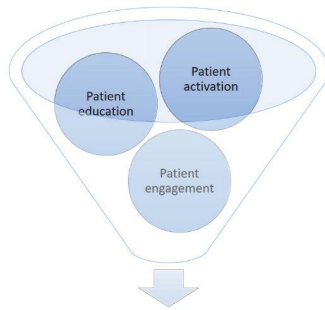 Patient
education
Patient
activation
Patient
engagement